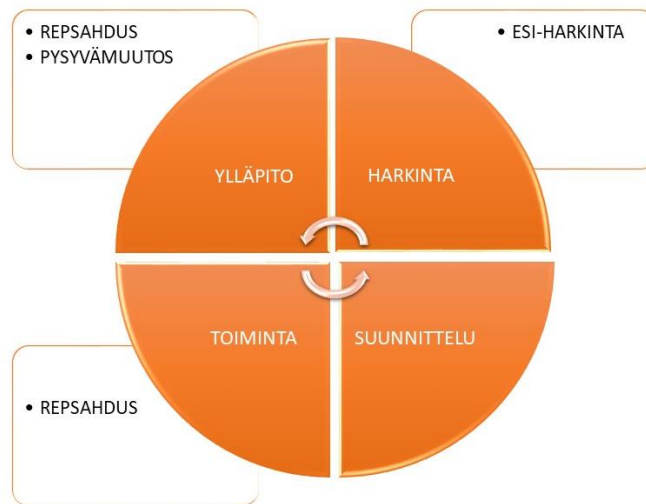 • REPSAHDUS
• PYSYVÄMUUTOS
• ESI-HARKINTA
YLLÄPITO
HARKINTA
TOIMINTA
SUUNNITTELU
• REPSAHDUS